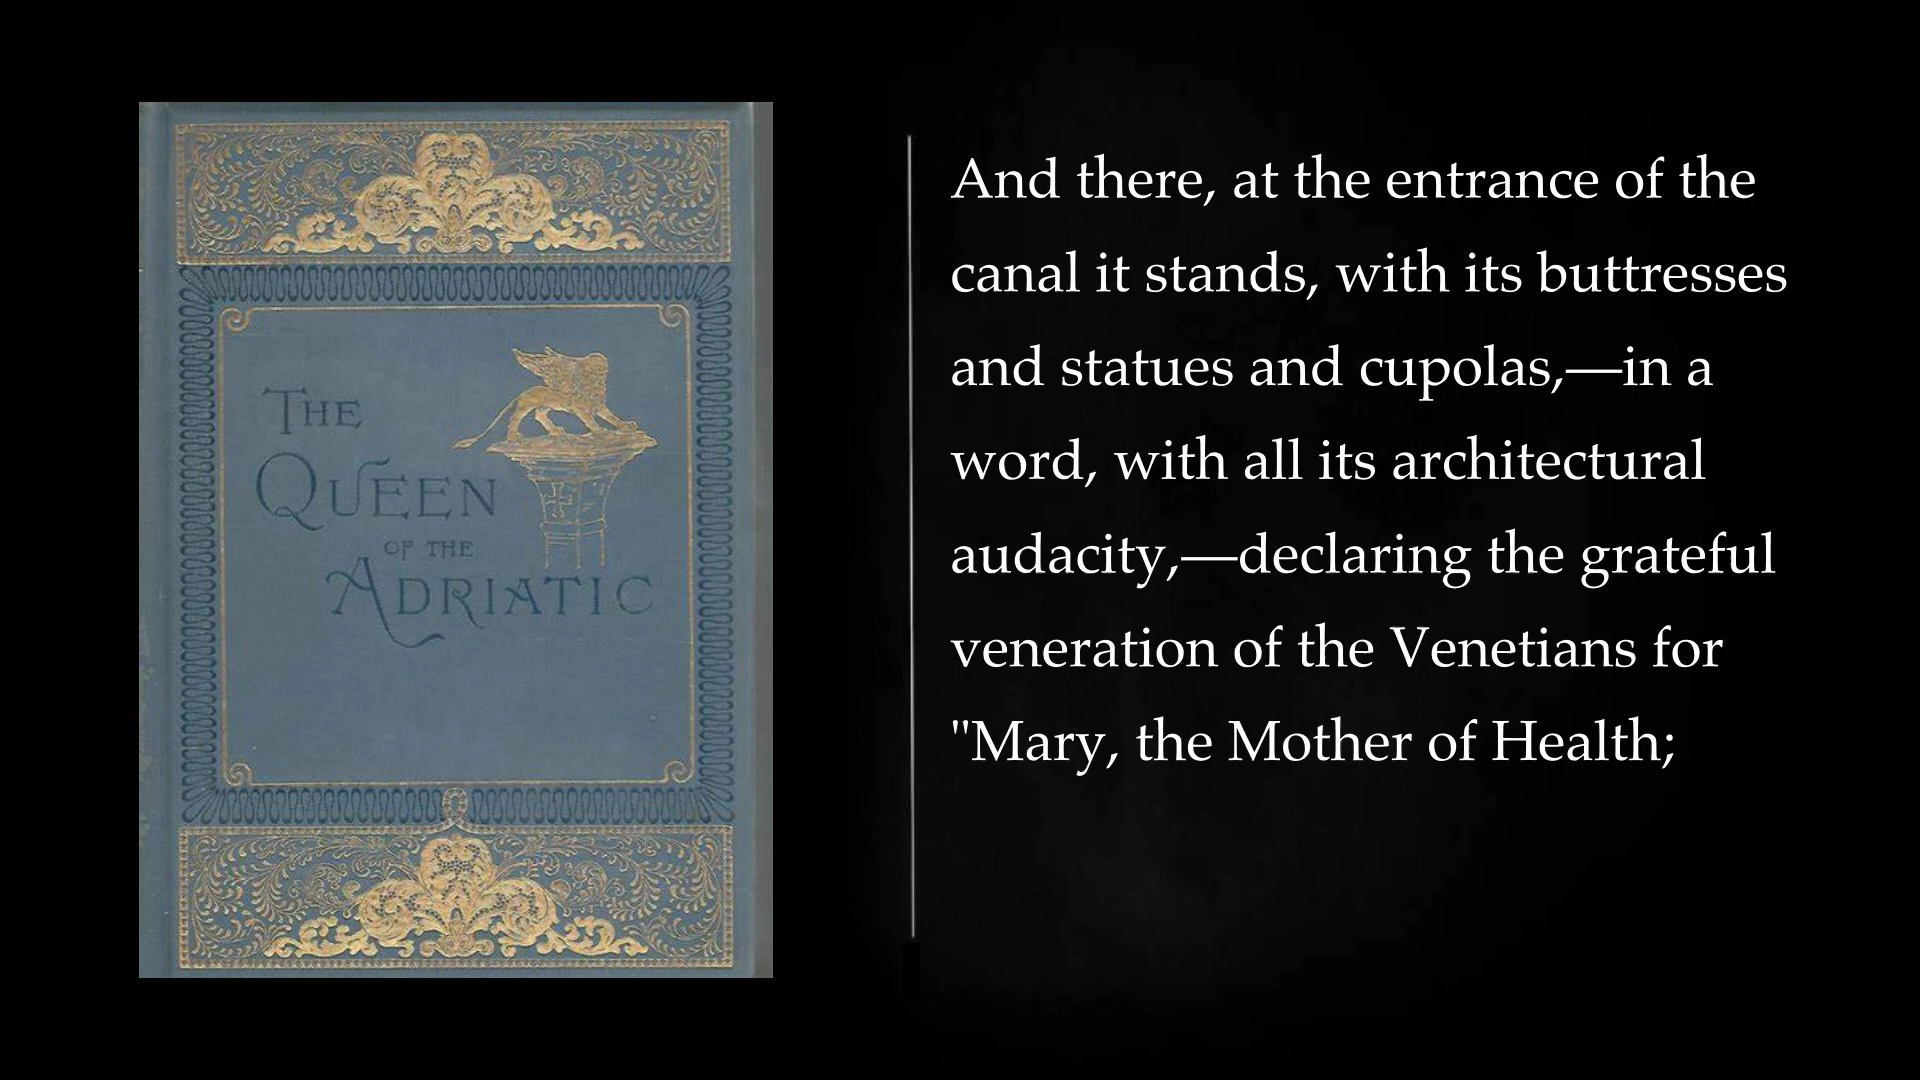 THE
QUEEN
OF THE
ADRIATIC
And there, at the entrance of the
canal it stands, with its buttresses
and statues and cupolas,—in a
word, with all its architectural
audacity,—declaring the grateful
veneration of the Venetians for
"Mary, the Mother of Health;